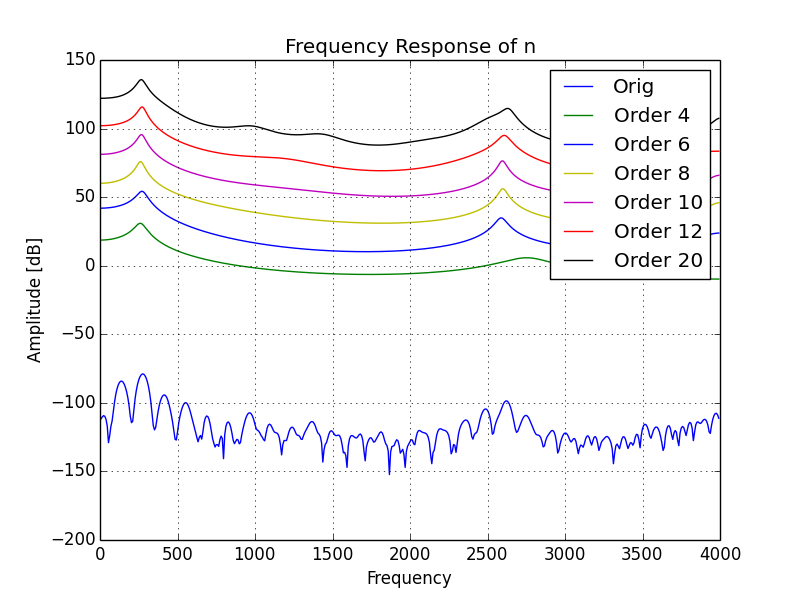 Frequency Response of n
150
100
50
0
−50
−100
−150
−200
Amplitude [dB]
Orig
Order 4
Order 6
Order 8
Order 10
Order 12
Order 20
0 500 1000 1500 2000 2500 3000 3500 4000
Frequency